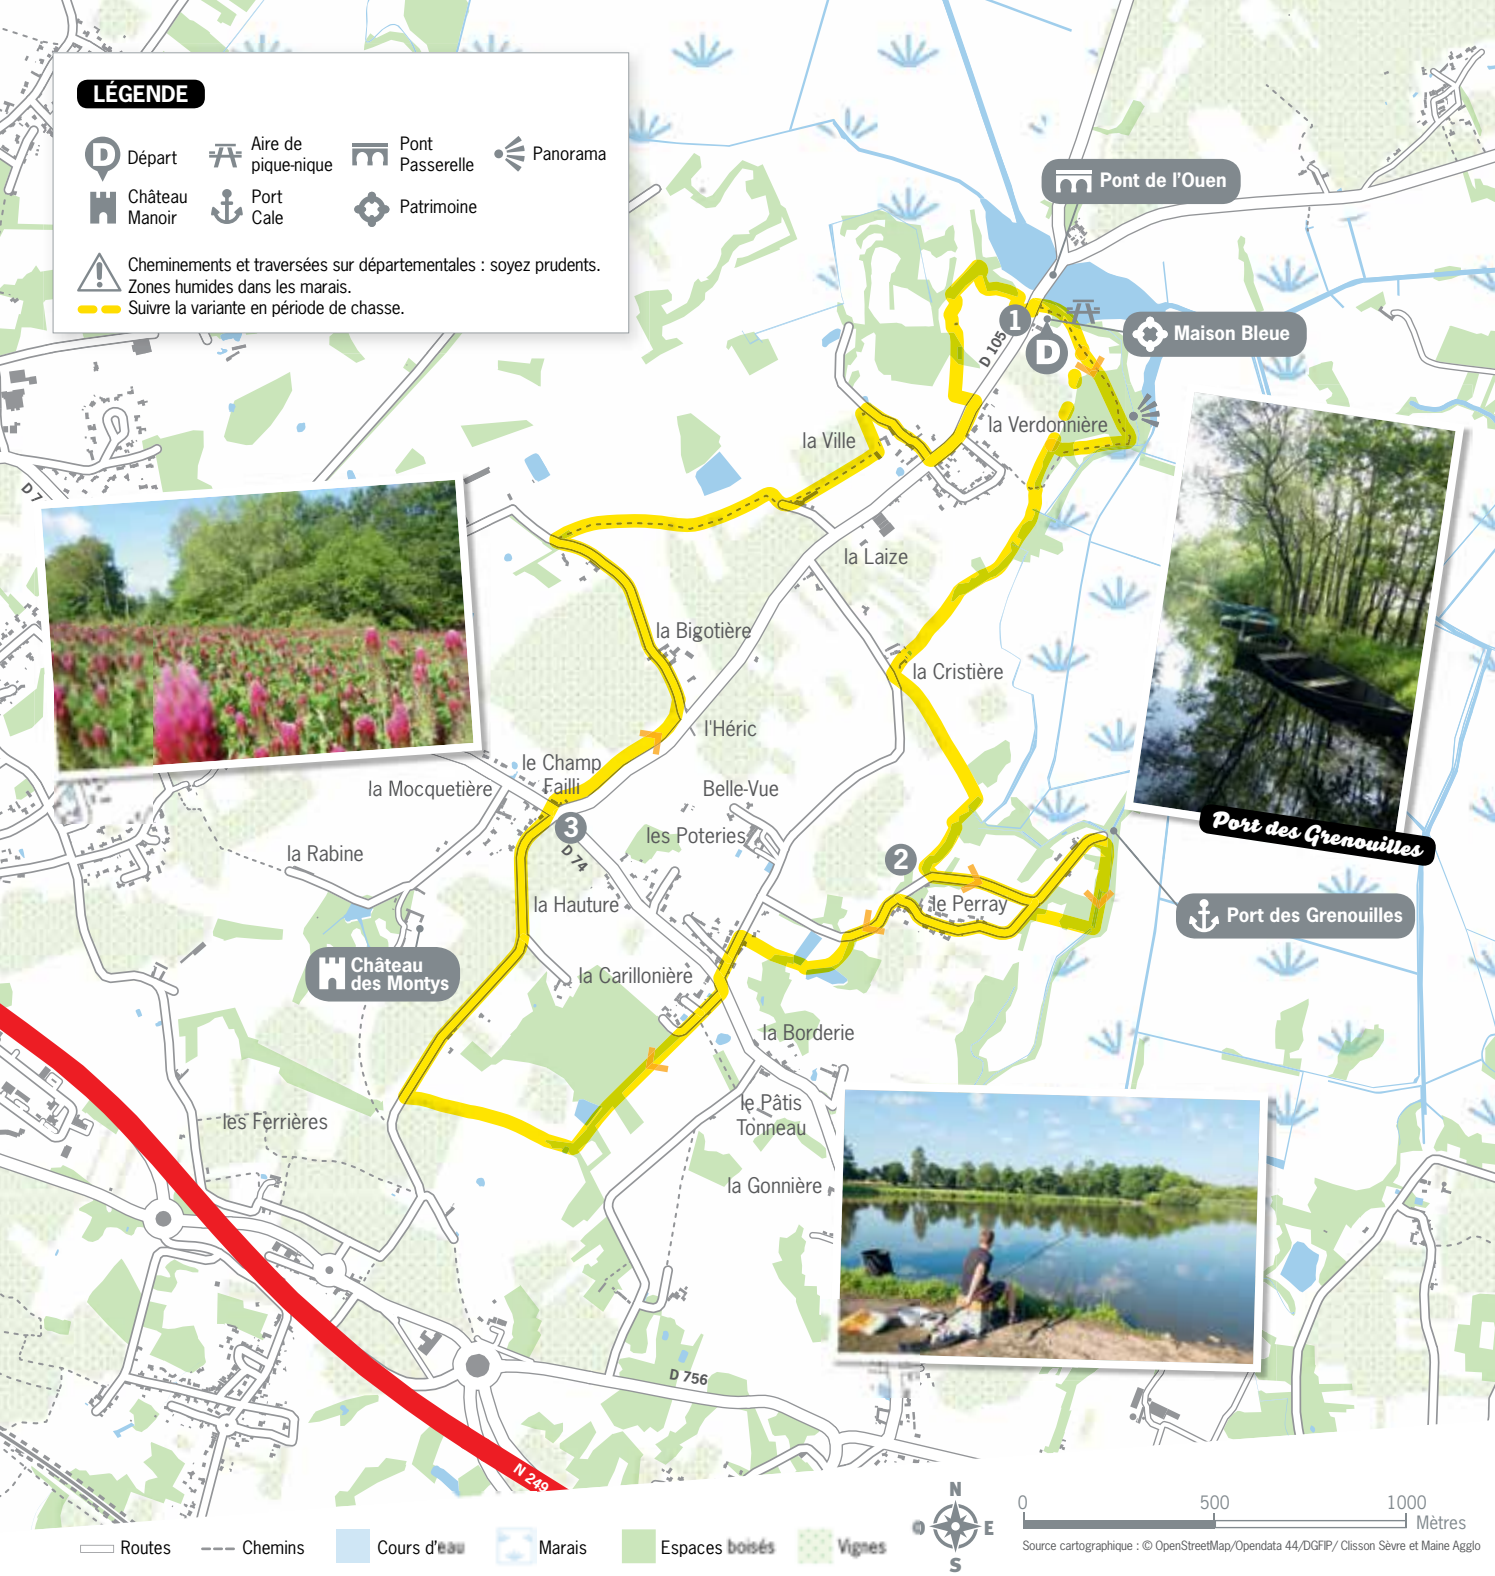 LÉGENDE
D Départ
Aire de
pique-nique
Pont
Passerelle
Panorama
Château
Manoir
Port
Cale
Patrimoine
Cheminements et traversées sur départementales : soyez prudents.
Zones humides dans les marais.
Suivre la variante en période de chasse.
Pont de l'Ouen
1
D 105
D
Maison Bleue
la Verdonnière
la Ville
D 7
la Laize
la Bigotière
la Cristière
l'Héric
le Champ
Failli
la Mocquetière
Belle-Vue
3
les Poteries
D 74
la Rabine
2
Port des Grenouilles
la Hauture
le Perray
Port des Grenouilles
Château
des Montys
la Carillonière
la Borderie
les Ferrières
le Pâtis
Tonneau
la Gonnière
D 756
N 249
Routes
Chemins
Cours d'eau
Marais
Espaces boisés
Vignes
N
O
E
S
0 500 1000
Mètres
Source cartographique : © OpenStreetMap/Opendata 44/DGFIP/ Clisson Sèvre et Maine Agglo